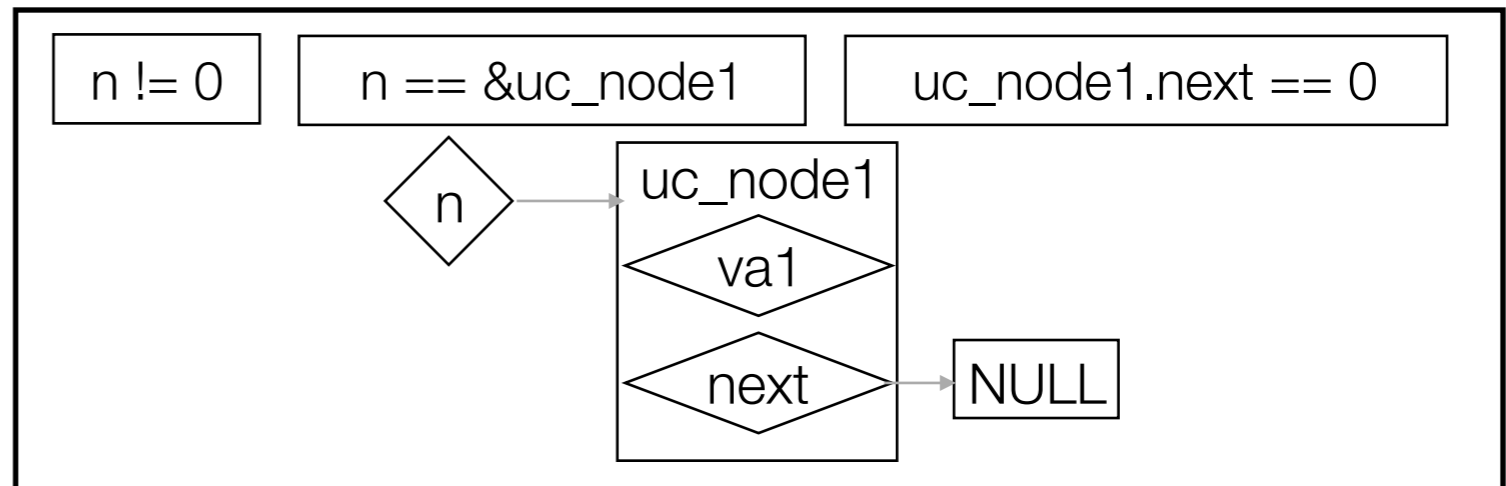 n != 0
n == &uc_node1
uc_node1.next == 0
n
uc_node1
va1
next
NULL